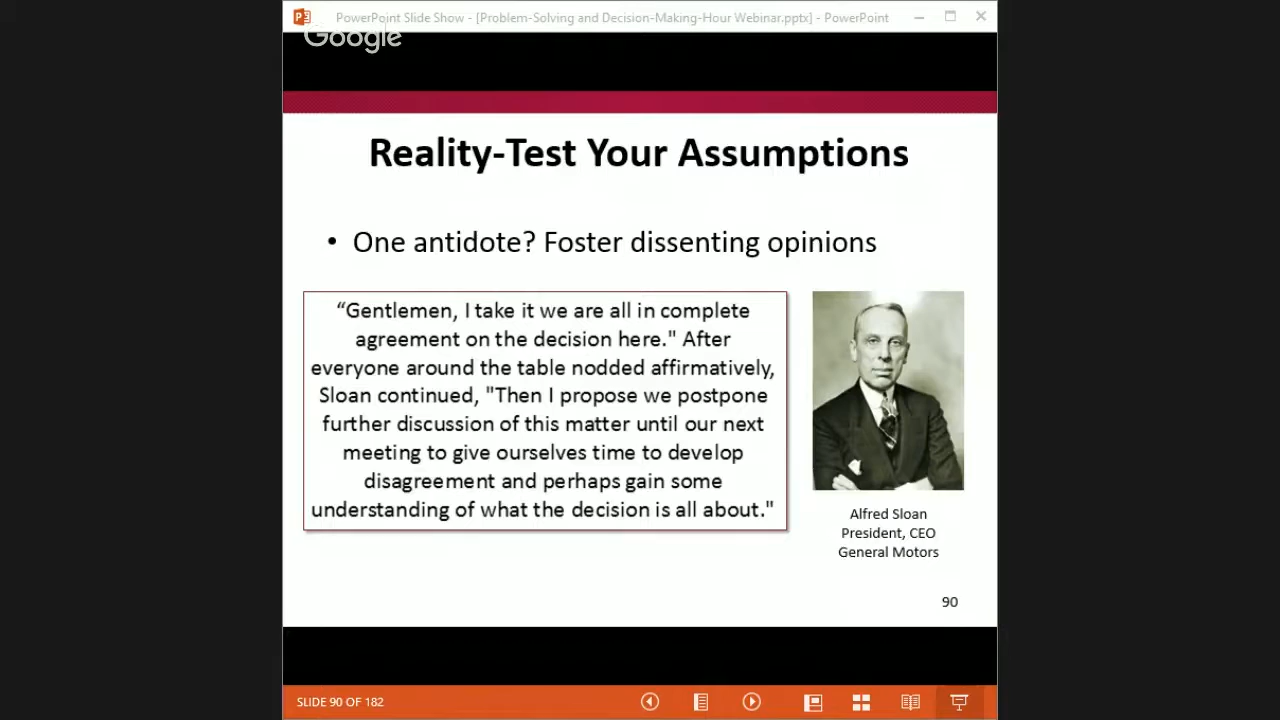 PowerPoint Slide Show - [Problem-Solving and Decision-Making-Hour Webinar.pptx] - PowerPoint
Google
Reality-Test Your Assumptions
• One antidote? Foster dissenting opinions
“Gentlemen, I take it we are all in complete
agreement on the decision here." After
everyone around the table nodded affirmatively,
Sloan continued, "Then I propose we postpone
further discussion of this matter until our next
meeting to give ourselves time to develop
disagreement and perhaps gain some
understanding of what the decision is all about."
Alfred Sloan
President, CEO
General Motors
90
SLIDE 90 OF 182